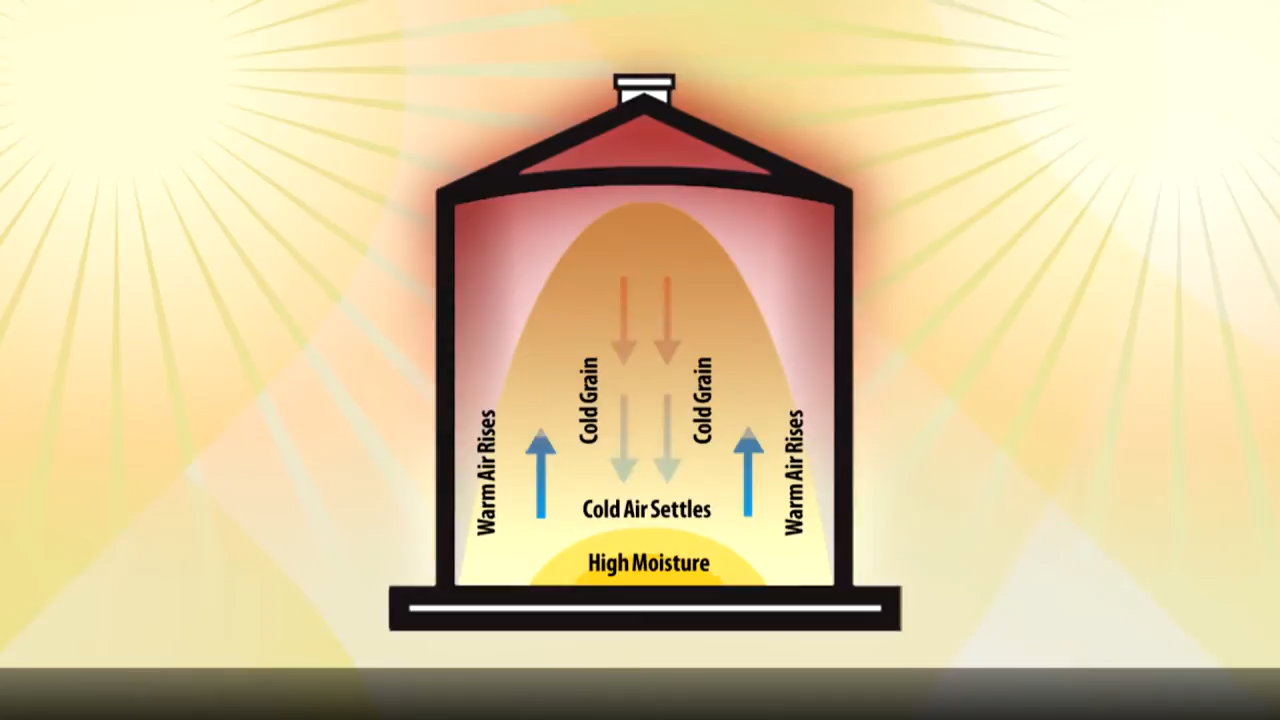 Warm Air Rises
Cold Grain
Cold Grain
Warm Air Rises
Cold Air Settles
High Moisture